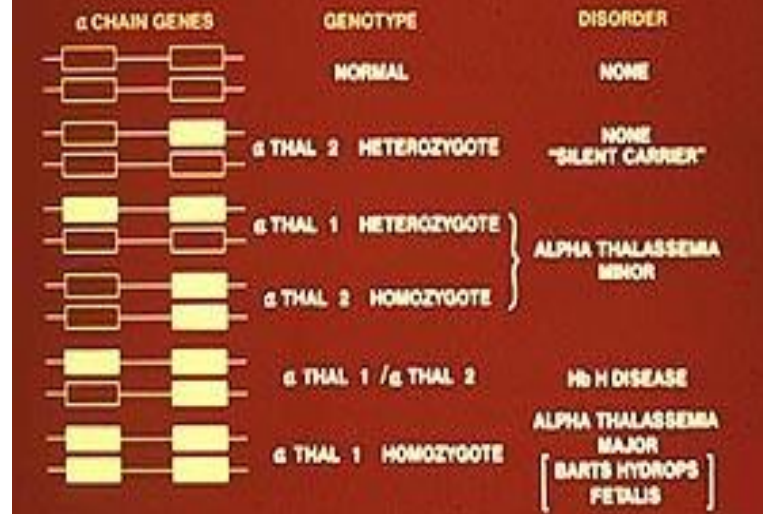 α CHAIN GENES GENOTYPE DISORDER
NORMAL NONE
α THAL 2 HETEROZYGOTE NONE
"SILENT CARRIER"
α THAL 1 HETEROZYGOTE
ALPHA THALASSEMIA
MINOR
α THAL 2 HOMOZYGOTE
α THAL 1 / α THAL 2 Hb H DISEASE
α THAL 1 HOMOZYGOTE ALPHA THALASSEMIA
MAJOR
[BARTS HYDROPS
FETALIS]